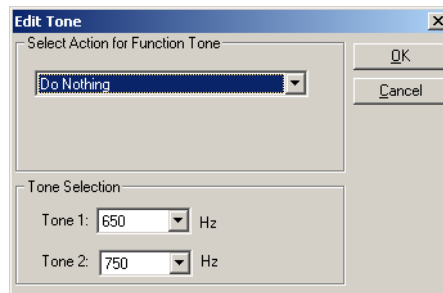 Edit Tone
Select Action for Function Tone
Do Nothing
OK
Cancel
Tone Selection
Tone 1: 650 Hz
Tone 2: 750 Hz